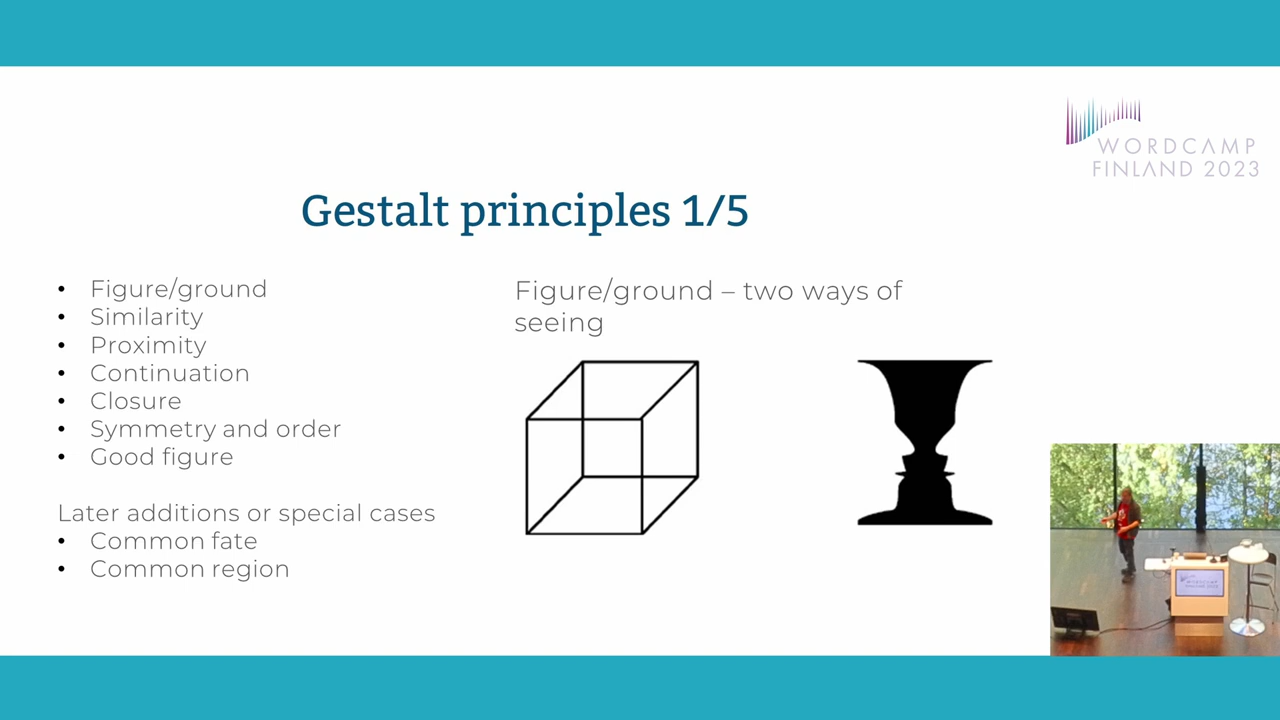 WORDCAMP
FINLAND 2023
Gestalt principles 1/5
• Figure/ground
• Similarity
• Proximity
• Continuation
• Closure
• Symmetry and order
• Good figure
Later additions or special cases
• Common fate
• Common region
Figure/ground – two ways of
seeing